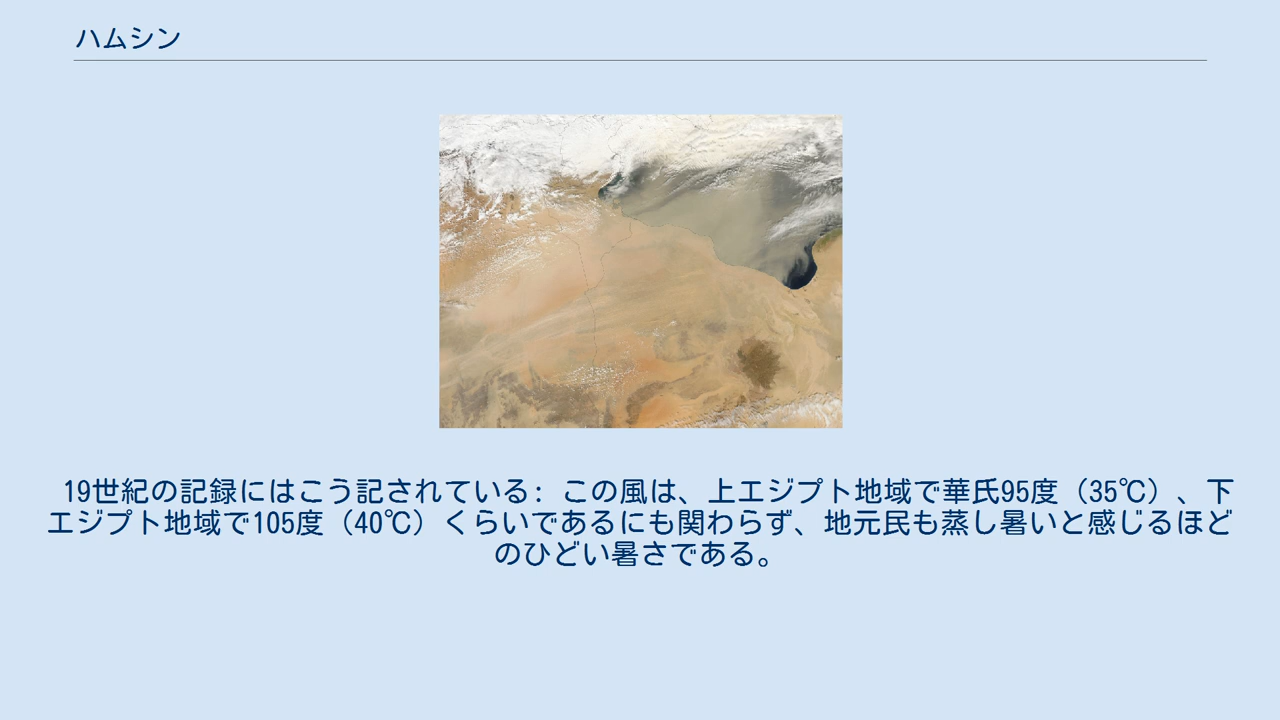 ハムシン
19世紀の記録にはこう記されている: この風は、上エジプト地域で華氏95度（35℃）、下
エジプト地域で105度（40℃）くらいであるにも関わらず、地元民も蒸し暑いと感じるほど
のひどい暑さである。